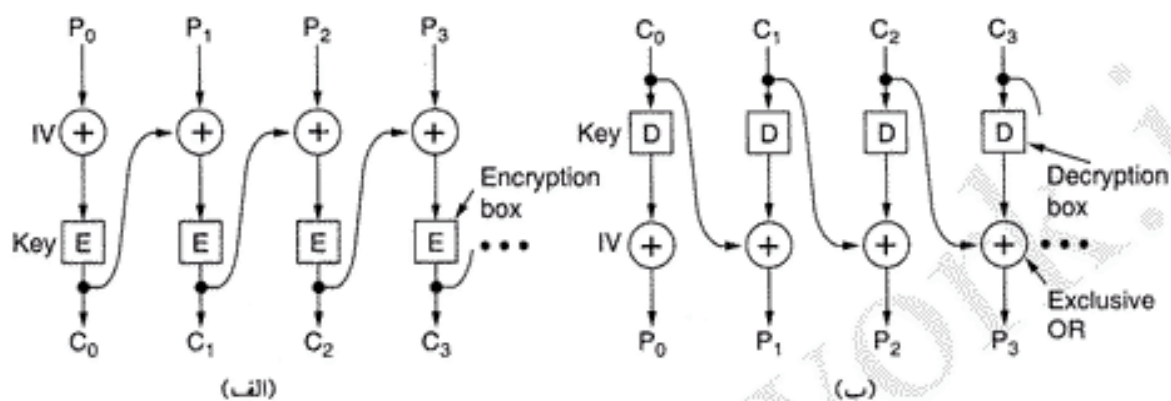 P0 P1 P2 P3
IV + + + +
Key E E E E
Encryption box
C0 C1 C2 C3
(الف)
C0 C1 C2 C3
Key D D D D
Decryption box
IV + + + +
Exclusive OR
P0 P1 P2 P3
(ب)